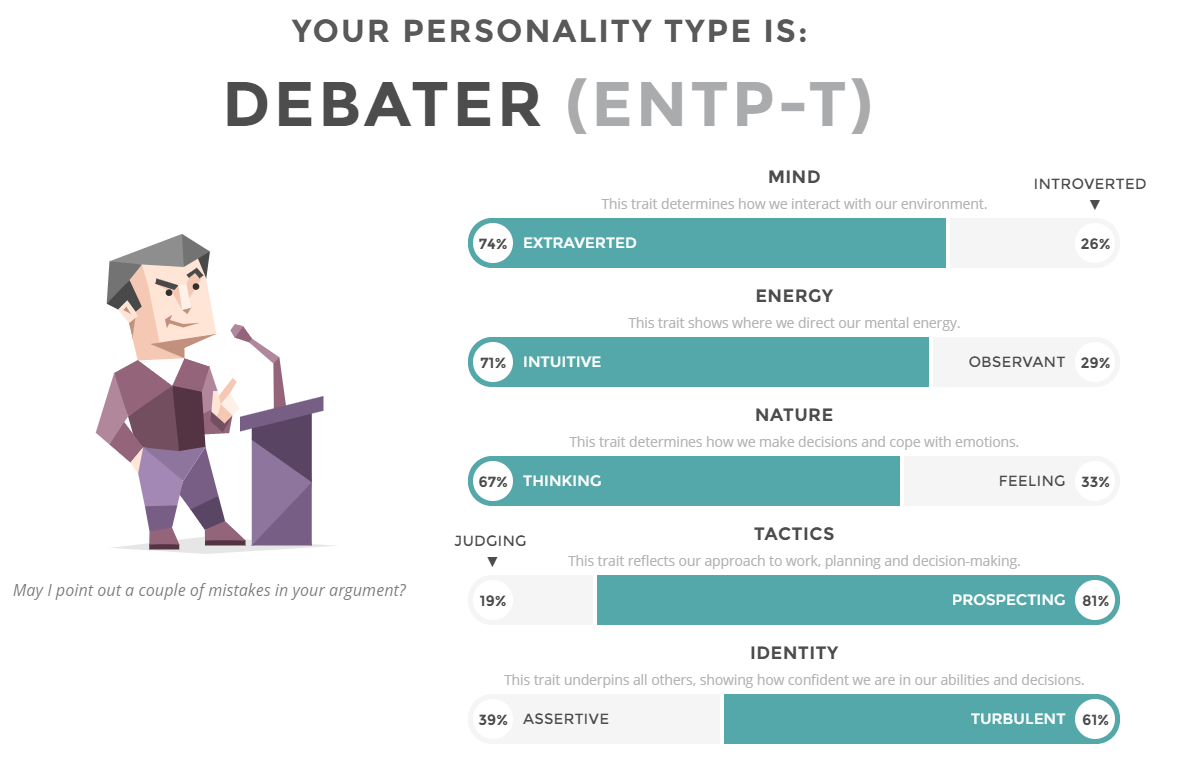 YOUR PERSONALITY TYPE IS:
DEBATER (ENTP-T)
MIND
INTROVERTED
This trait determines how we interact with our environment.
74% EXTRAVERTED 26%
ENERGY
This trait shows where we direct our mental energy.
71% INTUITIVE OBSERVANT 29%
NATURE
This trait determines how we make decisions and cope with emotions.
67% THINKING FEELING 33%
TACTICS
JUDGING
This trait reflects our approach to work, planning and decision-making.
19% PROSPECTING 81%
IDENTITY
This trait underpins all others, showing how confident we are in our abilities and decisions.
39% ASSERTIVE TURBULENT 61%
May I point out a couple of mistakes in your argument?